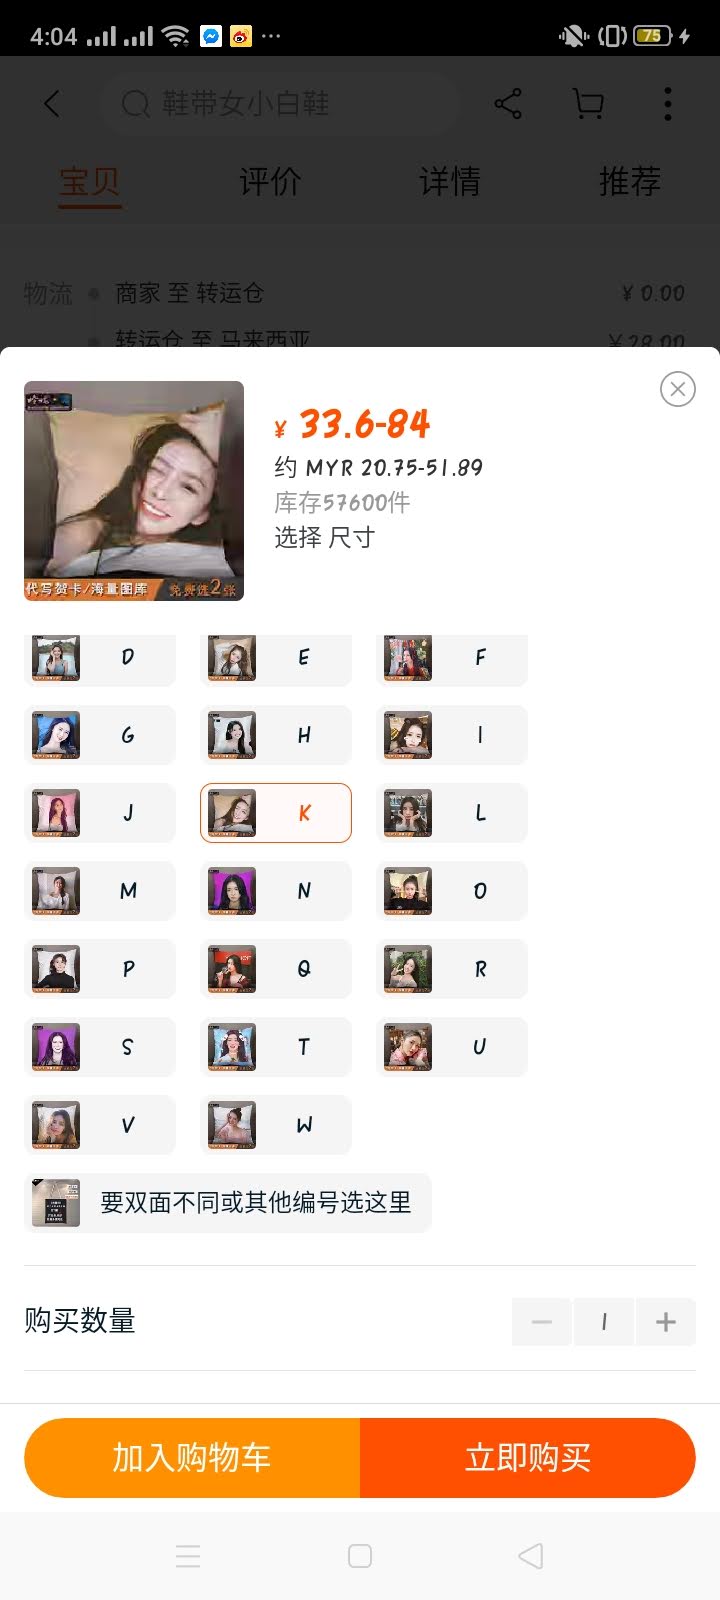 4:04
75
鞋带女小白鞋
宝贝 评价 详情 推荐
物流 商家 至 转运仓 ¥ 0.00
转运仓 至 马来西亚 ¥ 28.00
¥ 33.6-84
约 MYR 20.75-51.89
库存57600件
选择 尺寸
代写贺卡/海量图库 免费选2张
D E F
G H I
J K L
M N O
P Q R
S T U
V W
要双面不同或其他编号选这里
购买数量 1
加入购物车 立即购买